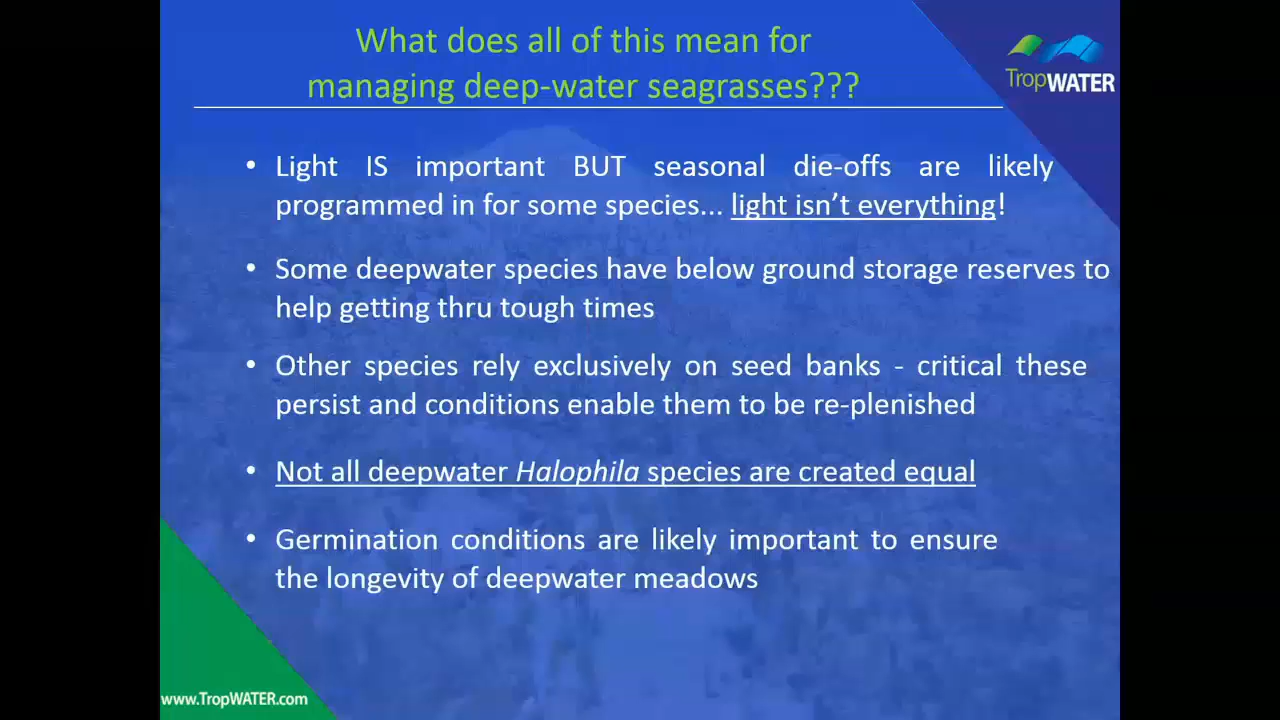 What does all of this mean for
managing deep-water seagrasses???
TropWATER
• Light IS important BUT seasonal die-offs are likely
programmed in for some species... light isn’t everything!
• Some deepwater species have below ground storage reserves to
help getting thru tough times
• Other species rely exclusively on seed banks - critical these
persist and conditions enable them to be re-plenished
• Not all deepwater Halophila species are created equal
• Germination conditions are likely important to ensure
the longevity of deepwater meadows
www.TropWATER.com